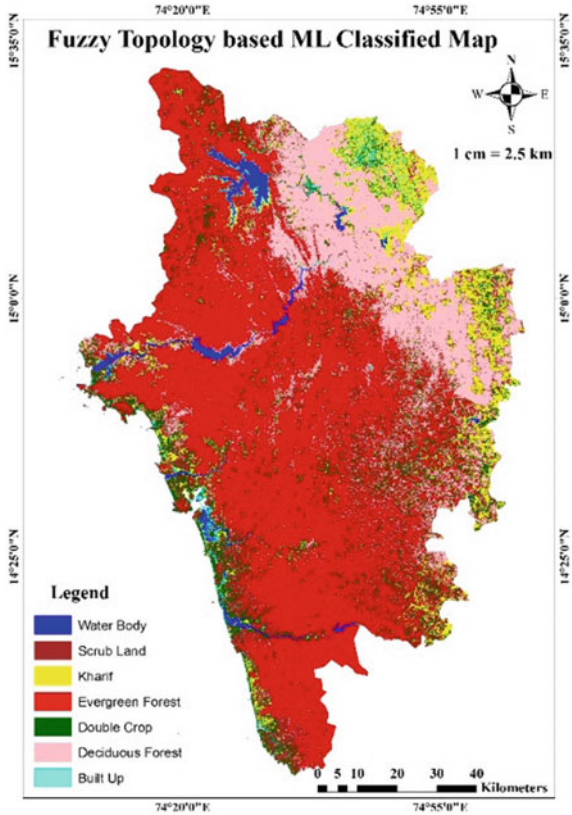 74°20'0"E 74°55'0"E
Fuzzy Topology based ML Classified Map
N
W E
S
1 cm = 2.5 km
15°35'0"N 15°35'0"N
15°0'0"N 15°0'0"N
14°25'0"N 14°25'0"N
Legend
Water Body
Scrub Land
Kharif
Evergreen Forest
Double Crop
Deciduous Forest
Built Up
0 5 10 20 30 40
Kilometers
74°20'0"E 74°55'0"E